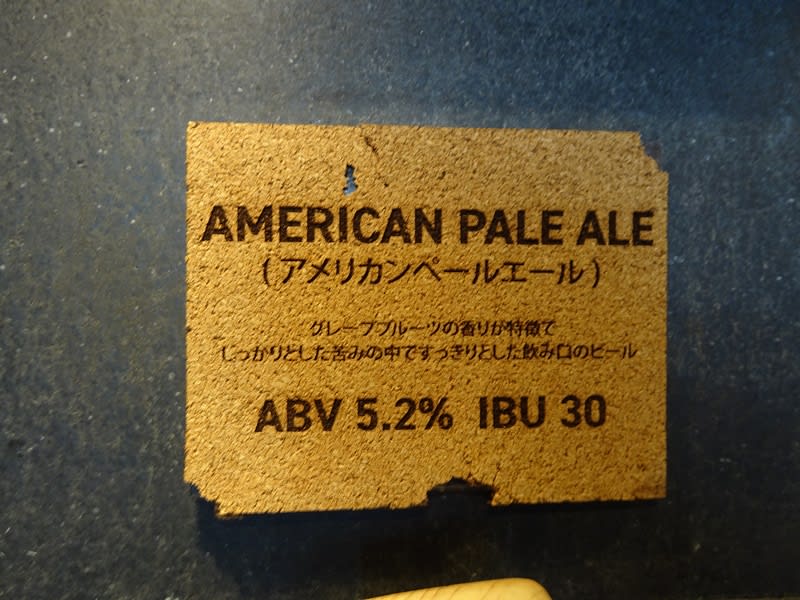 AMERICAN PALE ALE
(アメリカンペールエール)
グレープフルーツの香りが特徴で
しっかりとした苦みの中ですっきりとした飲み口のビール
ABV 5.2% IBU 30